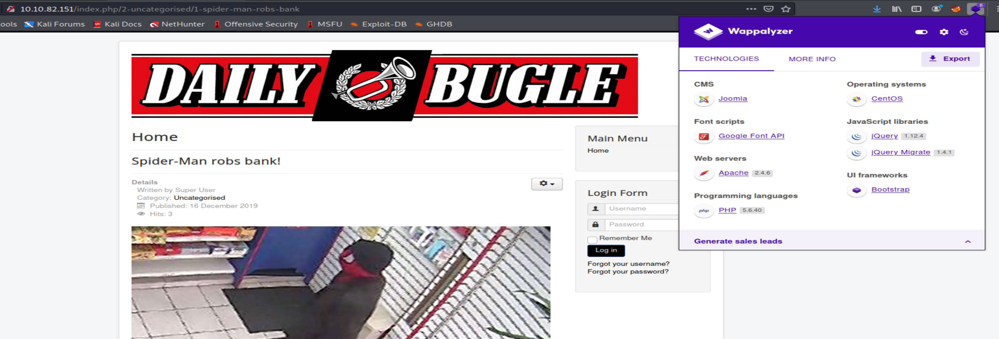 10.10.82.151/index.php/2-uncategorised/1-spider-man-robs-bank
ools Kali Forums Kali Docs NetHunter Offensive Security MSFU Exploit-DB GHDB
8
Wappalyzer
TECHNOLOGIES MORE INFO Export
CMS
Joomla
Font scripts
Google Font API
Web servers
Apache 2.4.6
Programming languages
php PHP 5.6.40
Operating systems
CentOS
JavaScript libraries
jQuery 1.12.4
jQuery Migrate 1.4.1
UI frameworks
Bootstrap
Generate sales leads
DAILY BUGLE
Home
Spider-Man robs bank!
Details
Written by Super User
Category: Uncategorised
Published: 16 December 2019
Hits: 3
Main Menu
Home
Login Form
Username
Password
Remember Me
Log in
Forgot your username?
Forgot your password?